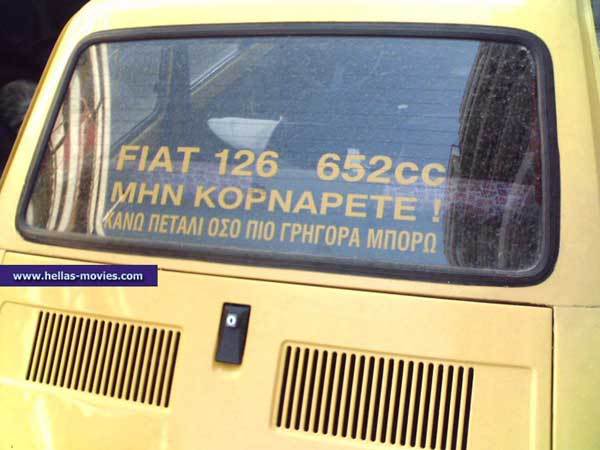 FIAT 126 652cc
ΜΗΝ ΚΟΡΝΑΡΕΤΕ !
ΚΑΝΩ ΠΕΤΑΛΙ ΟΣΟ ΠΙΟ ΓΡΗΓΟΡΑ ΜΠΟΡΩ
www.hellas-movies.com